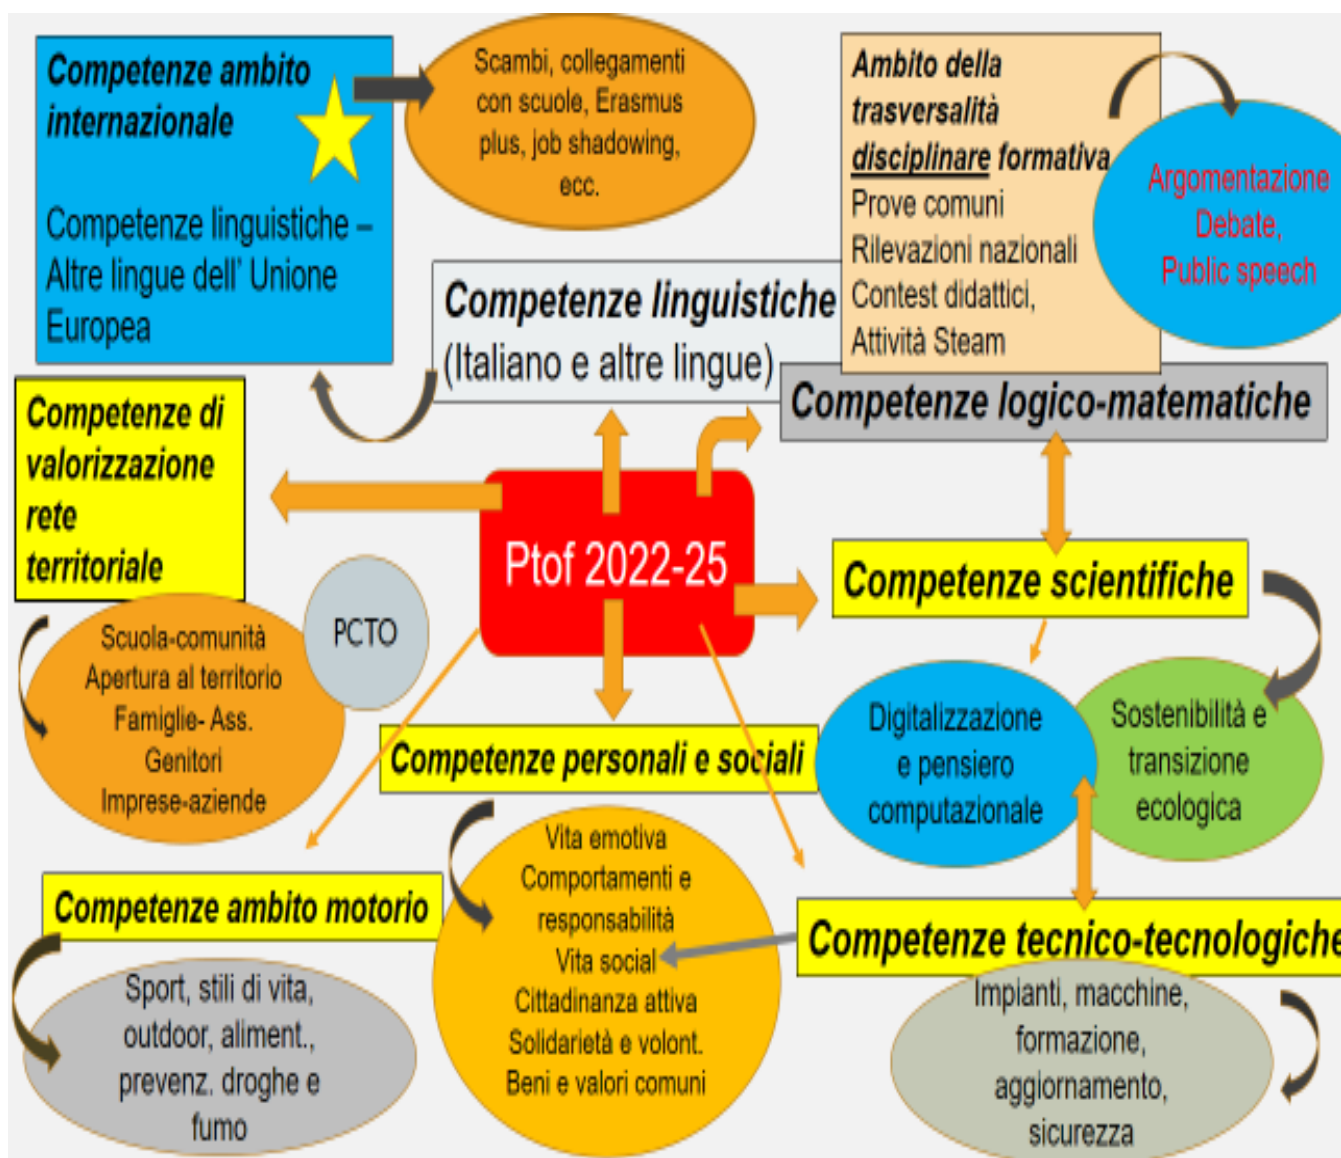 Competenze ambito
internazionale
Competenze linguistiche –
Altre lingue dell' Unione
Europea
Scambi, collegamenti
con scuole, Erasmus
plus, job shadowing,
ecc.
Ambito della
trasversalità
disciplinare formativa
Prove comuni
Rilevazioni nazionali
Contest didattici,
Attività Steam
Argomentazione
Debate,
Public speech
Competenze linguistiche
(Italiano e altre lingue)
Competenze logico-matematiche
Competenze di
valorizzazione
rete
territoriale
Ptof 2022-25
Competenze scientifiche
PCTO
Scuola-comunità
Apertura al territorio
Famiglie- Ass.
Genitori
Imprese-aziende
Competenze personali e sociali
Digitalizzazione
e pensiero
computazionale
Sostenibilità e
transizione
ecologica
Competenze ambito motorio
Vita emotiva
Comportamenti e
responsabilità
Vita social
Cittadinanza attiva
Solidarietà e volont.
Beni e valori comuni
Competenze tecnico-tecnologiche
Sport, stili di vita,
outdoor, aliment.,
prevenz. droghe e
fumo
Impianti, macchine,
formazione,
aggiornamento,
sicurezza